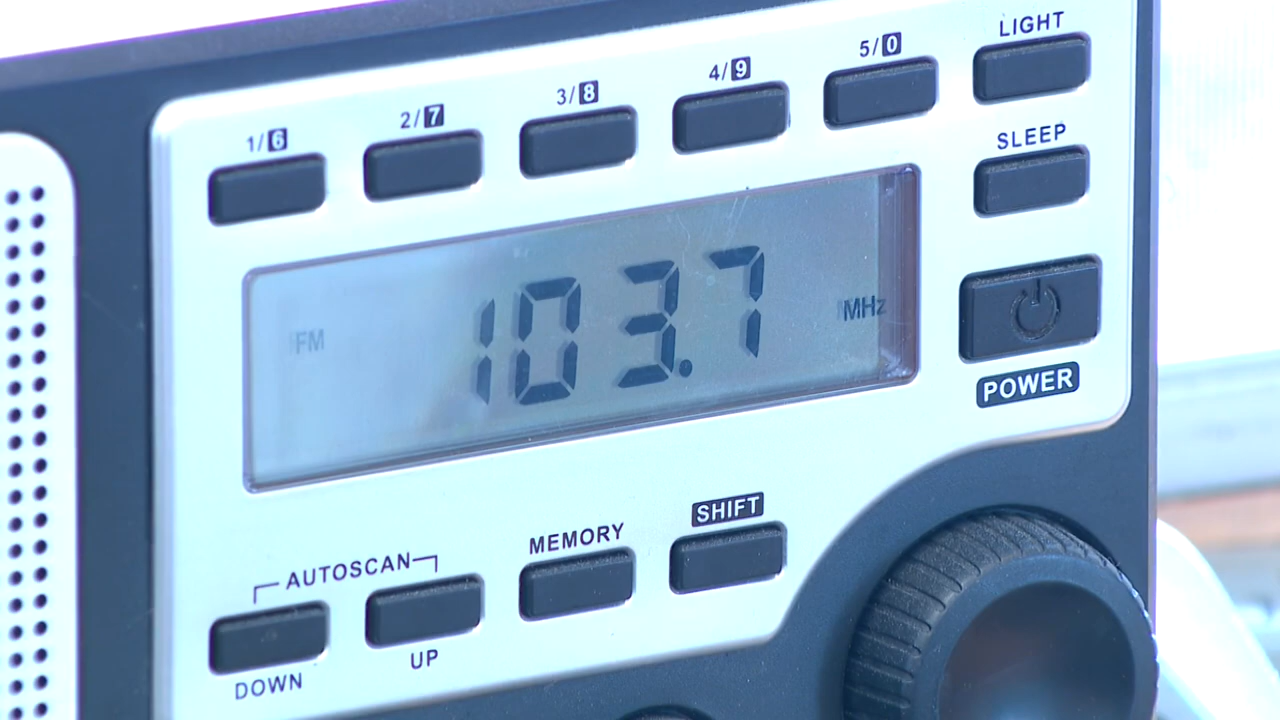 1/6 2/7 3/8 4/9 5/0 LIGHT
SLEEP
FM 103.7 MHz
POWER
AUTOSCAN MEMORY SHIFT
DOWN UP